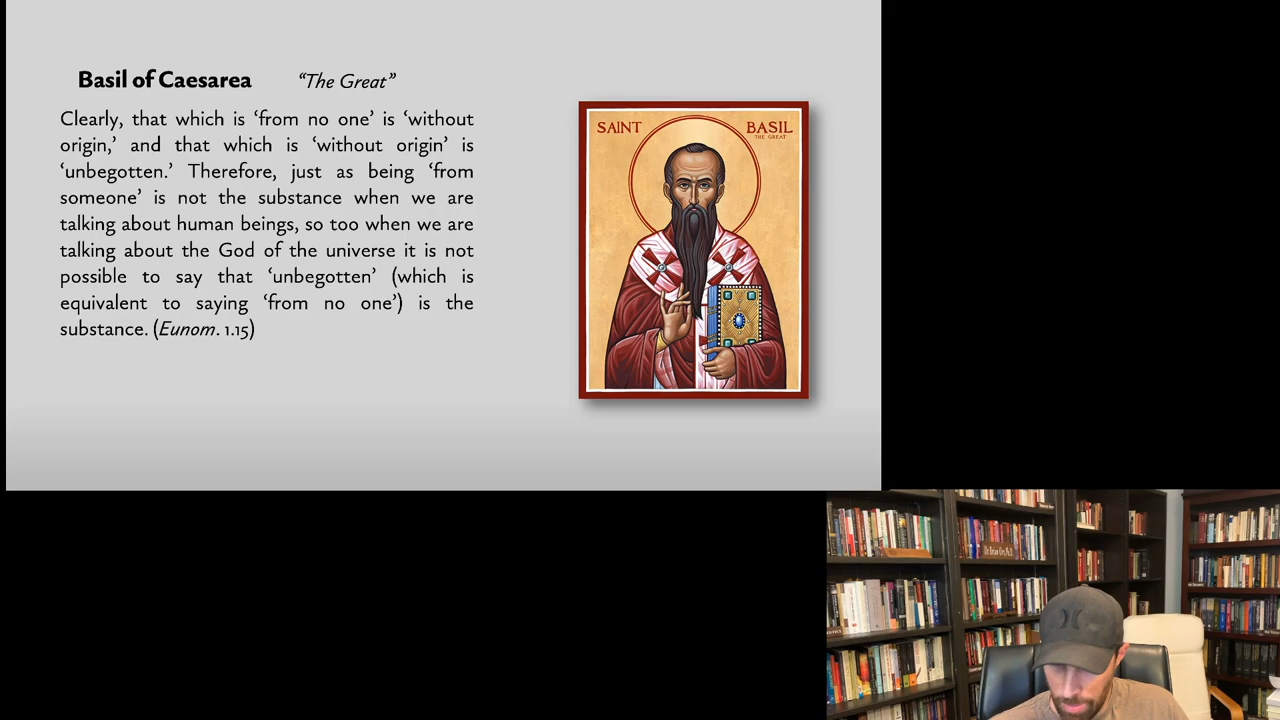 Basil of Caesarea “The Great”
Clearly, that which is ‘from no one’ is ‘without
origin,’ and that which is ‘without origin’ is
‘unbegotten.’ Therefore, just as being ‘from
someone’ is not the substance when we are
talking about human beings, so too when we are
talking about the God of the universe it is not
possible to say that ‘unbegotten’ (which is
equivalent to saying ‘from no one’) is the
substance. (Eunom. 1.15)
SAINT BASIL
THE GREAT